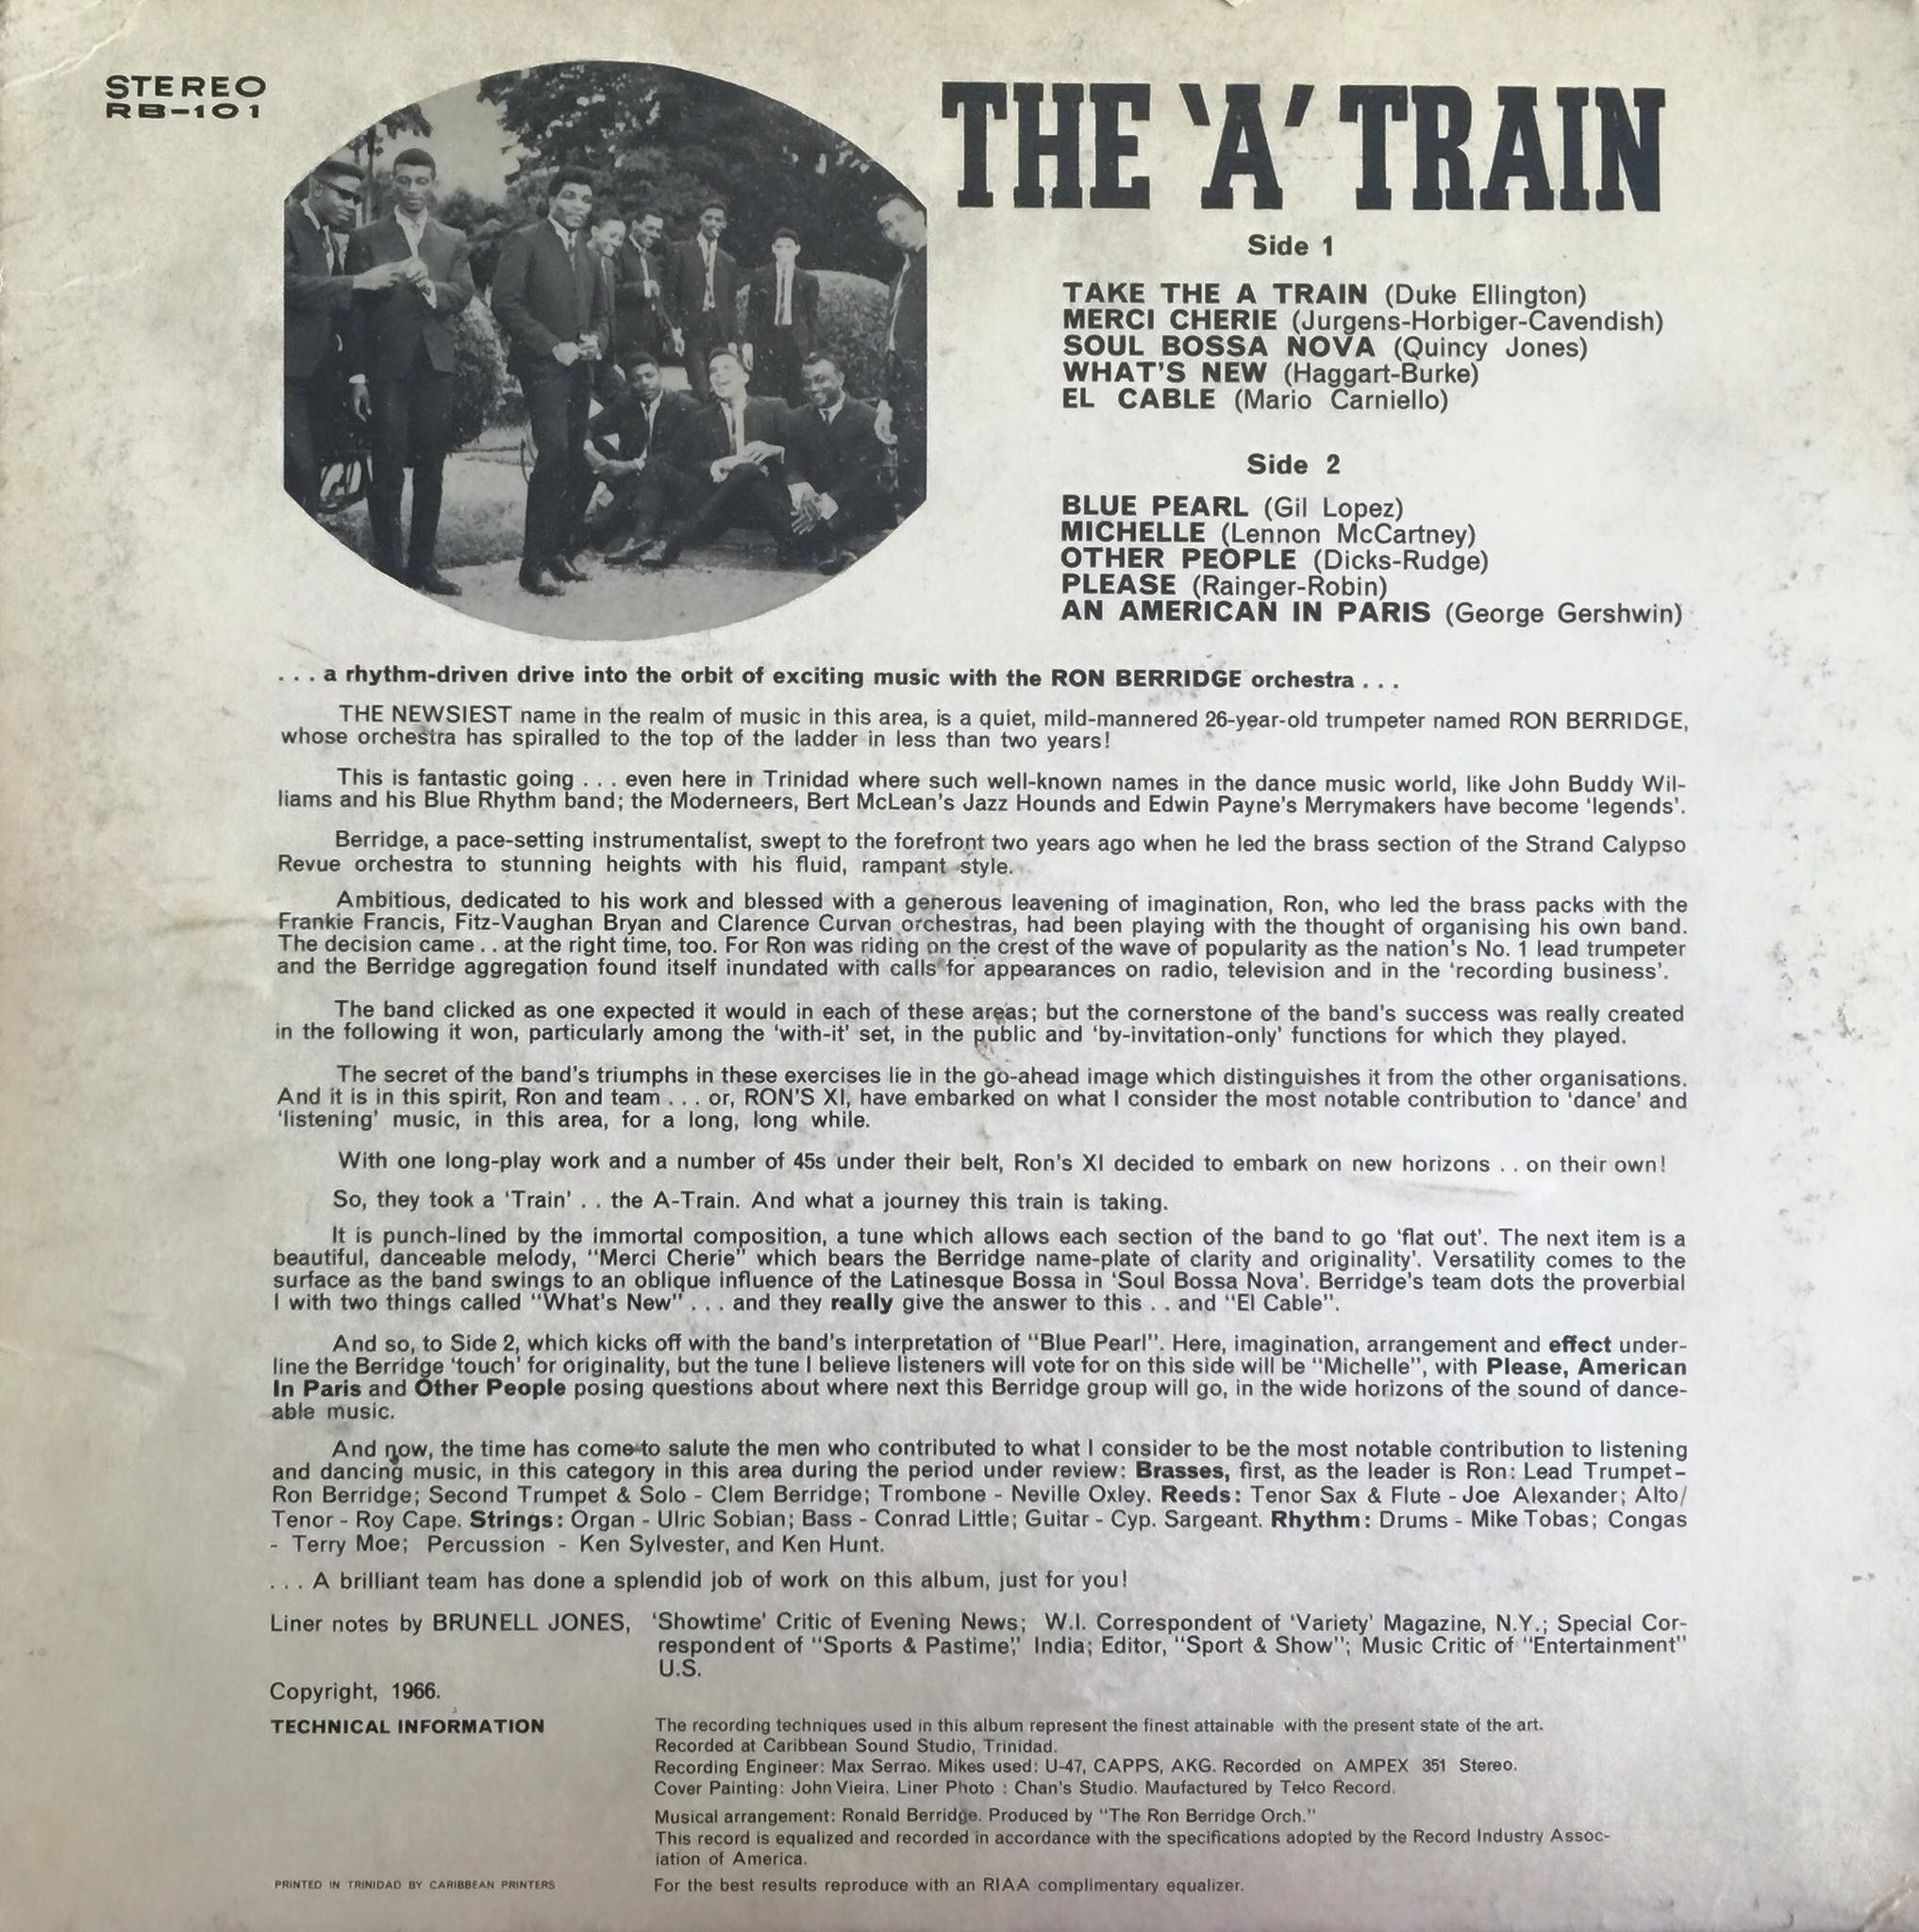 STEREO
RB-101
THE 'A' TRAIN
Side 1
TAKE THE A TRAIN (Duke Ellington)
MERCI CHERIE (Jurgens-Horbiger-Cavendish)
SOUL BOSSA NOVA (Quincy Jones)
WHAT'S NEW (Haggart-Burke)
EL CABLE (Mario Carniello)
Side 2
BLUE PEARL (Gil Lopez)
MICHELLE (Lennon McCartney)
OTHER PEOPLE (Dicks-Rudge)
PLEASE (Rainger-Robin)
AN AMERICAN IN PARIS (George Gershwin)
. . . a rhythm-driven drive into the orbit of exciting music with the RON BERRIDGE orchestra . . .
THE NEWSIEST name in the realm of music in this area, is a quiet, mild-mannered 26-year-old trumpeter named RON BERRIDGE,
whose orchestra has spiralled to the top of the ladder in less than two years!
This is fantastic going . . . even here in Trinidad where such well-known names in the dance music world, like John Buddy Wil-
liams and his Blue Rhythm band; the Moderneers, Bert McLean's Jazz Hounds and Edwin Payne's Merrymakers have become 'legends'.
Berridge, a pace-setting instrumentalist, swept to the forefront two years ago when he led the brass section of the Strand Calypso
Revue orchestra to stunning heights with his fluid, rampant style.
Ambitious, dedicated to his work and blessed with a generous leavening of imagination, Ron, who led the brass packs with the
Frankie Francis, Fitz-Vaughan Bryan and Clarence Curvan orchestras, had been playing with the thought of organising his own band.
The decision came . . at the right time, too. For Ron was riding on the crest of the wave of popularity as the nation's No. 1 lead trumpeter
and the Berridge aggregation found itself inundated with calls for appearances on radio, television and in the 'recording business'.
The band clicked as one expected it would in each of these areas; but the cornerstone of the band's success was really created
in the following it won, particularly among the 'with-it' set, in the public and 'by-invitation-only' functions for which they played.
The secret of the band's triumphs in these exercises lie in the go-ahead image which distinguishes it from the other organisations.
And it is in this spirit, Ron and team . . . or, RON'S XI, have embarked on what I consider the most notable contribution to 'dance' and
'listening' music, in this area, for a long, long while.
With one long-play work and a number of 45s under their belt, Ron's XI decided to embark on new horizons . . on their own!
So, they took a 'Train' . . the A-Train. And what a journey this train is taking.
It is punch-lined by the immortal composition, a tune which allows each section of the band to go 'flat out'. The next item is a
beautiful, danceable melody, "Merci Cherie" which bears the Berridge name-plate of clarity and originality'. Versatility comes to the
surface as the band swings to an oblique influence of the Latinesque Bossa in 'Soul Bossa Nova'. Berridge's team dots the proverbial
I with two things called "What's New" . . . and they really give the answer to this . . and "El Cable".
And so, to Side 2, which kicks off with the band's interpretation of "Blue Pearl". Here, imagination, arrangement and effect under-
line the Berridge 'touch' for originality, but the tune I believe listeners will vote for on this side will be "Michelle", with Please, American
In Paris and Other People posing questions about where next this Berridge group will go, in the wide horizons of the sound of dance-
able music.
And now, the time has come to salute the men who contributed to what I consider to be the most notable contribution to listening
and dancing music, in this category in this area during the period under review: Brasses, first, as the leader is Ron: Lead Trumpet-
Ron Berridge; Second Trumpet & Solo - Clem Berridge; Trombone - Neville Oxley. Reeds: Tenor Sax & Flute - Joe Alexander; Alto/
Tenor - Roy Cape. Strings: Organ - Ulric Sobian; Bass - Conrad Little; Guitar - Cyp. Sargeant. Rhythm: Drums - Mike Tobas; Congas
- Terry Moe; Percussion - Ken Sylvester, and Ken Hunt.
. . . A brilliant team has done a splendid job of work on this album, just for you!
Liner notes by BRUNELL JONES, 'Showtime' Critic of Evening News; W.I. Correspondent of 'Variety' Magazine, N.Y.; Special Cor-
respondent of "Sports & Pastime," India; Editor, "Sport & Show"; Music Critic of "Entertainment"
U.S.
Copyright, 1966.
TECHNICAL INFORMATION
The recording techniques used in this album represent the finest attainable with the present state of the art.
Recorded at Caribbean Sound Studio, Trinidad.
Recording Engineer: Max Serrao. Mikes used: U-47, CAPPS, AKG. Recorded on AMPEX 351 Stereo.
Cover Painting: John Vieira. Liner Photo : Chan's Studio. Maufactured by Telco Record.
Musical arrangement: Ronald Berridge. Produced by "The Ron Berridge Orch."
This record is equalized and recorded in accordance with the specifications adopted by the Record Industry Assoc-
iation of America.
PRINTED IN TRINIDAD BY CARIBBEAN PRINTERS
For the best results reproduce with an RIAA complimentary equalizer.